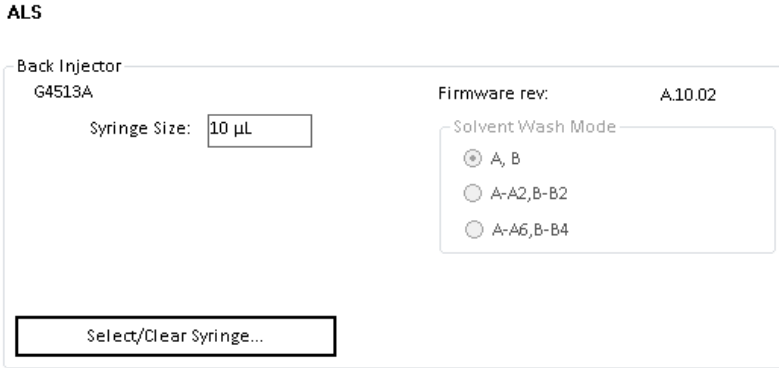 ALS
Back Injector
G4513A
Firmware rev: A.10.02
Syringe Size: 10 µL
Solvent Wash Mode
A, B
A-A2,B-B2
A-A6,B-B4
Select/Clear Syringe...